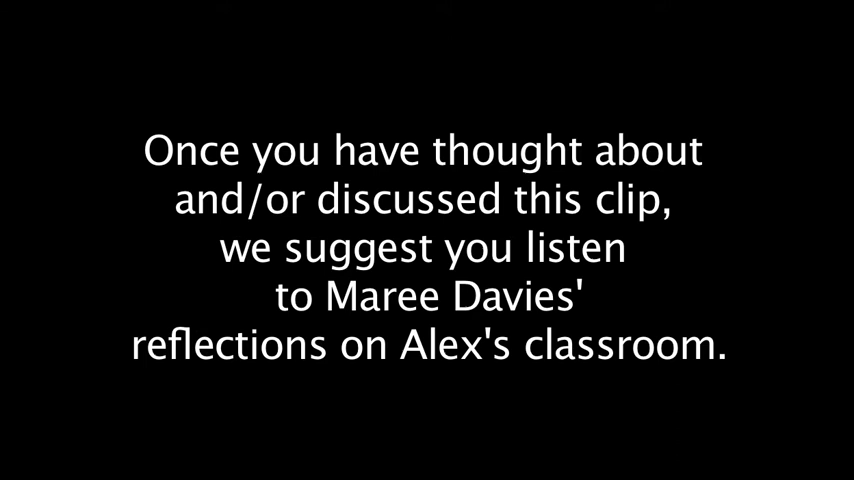 Once you have thought about
and/or discussed this clip,
we suggest you listen
to Maree Davies'
reflections on Alex's classroom.